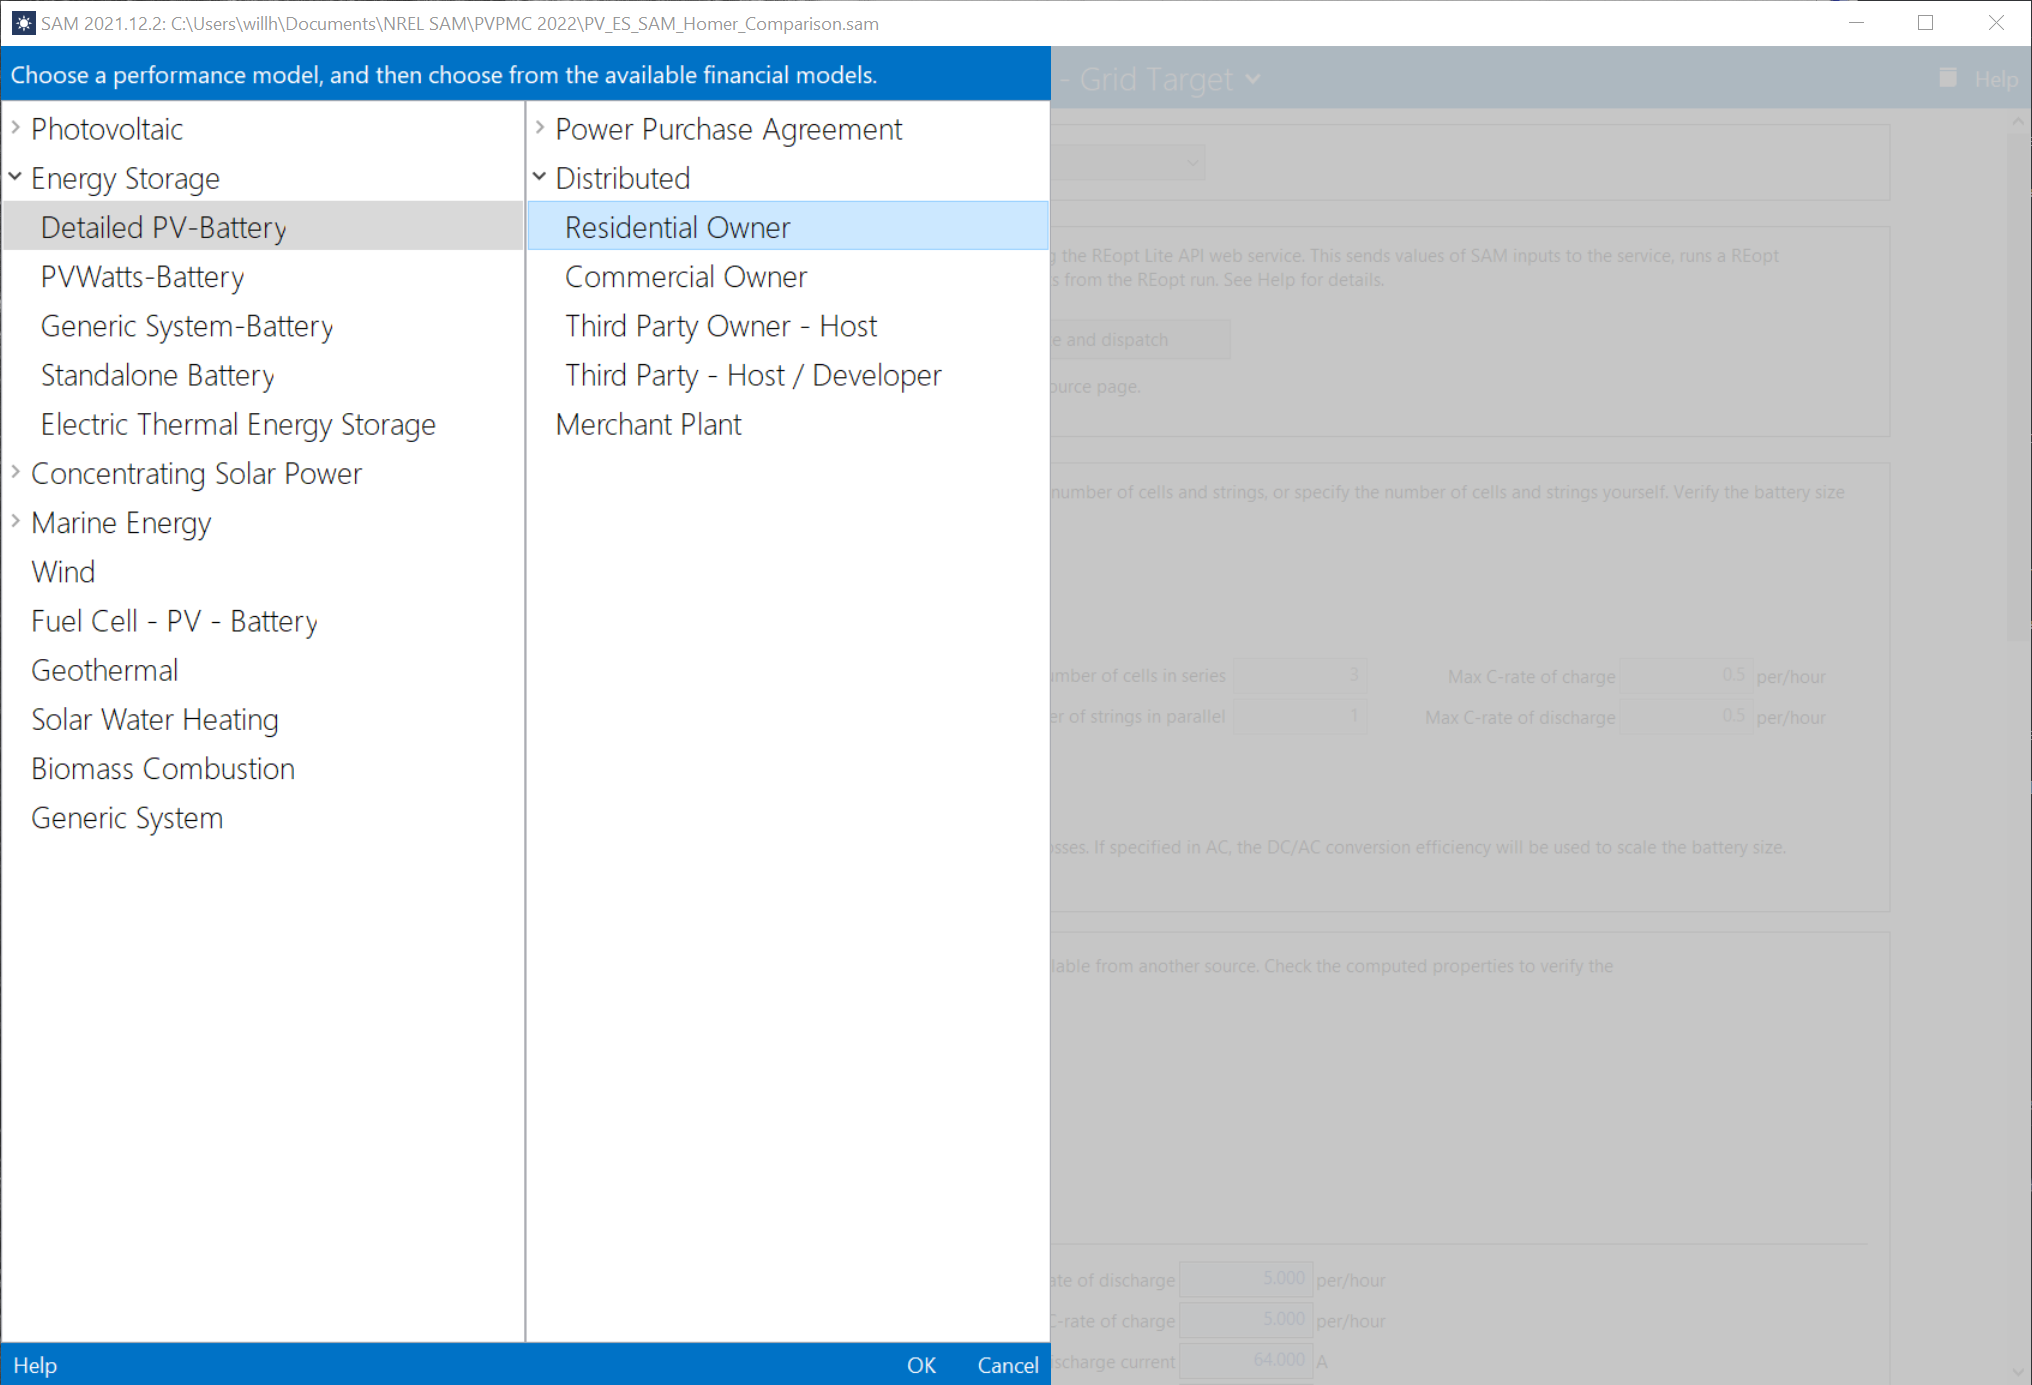 SAM 2021.12.2: C:\Users\willh\Documents\NREL SAM\PVPMC 2022\PV_ES_SAM_Homer_Comparison.sam
Choose a performance model, and then choose from the available financial models.
- Grid Target
Help
Photovoltaic
Energy Storage
Detailed PV-Battery
PVWatts-Battery
Generic System-Battery
Standalone Battery
Electric Thermal Energy Storage
Concentrating Solar Power
Marine Energy
Wind
Fuel Cell - PV - Battery
Geothermal
Solar Water Heating
Biomass Combustion
Generic System
Power Purchase Agreement
Distributed
Residential Owner
Commercial Owner
Third Party Owner - Host
Third Party - Host / Developer
Merchant Plant
the REopt Lite API web service. This sends values of SAM inputs to the service, runs a REopt
from the REopt run. See Help for details.
and dispatch
page.
number of cells and strings, or specify the number of cells and strings yourself. Verify the battery size
of cells in series 3
Max C-rate of charge 0.5 per/hour
of strings in parallel 1
Max C-rate of discharge 0.5 per/hour
If specified in AC, the DC/AC conversion efficiency will be used to scale the battery size.
from another source. Check the computed properties to verify the
of discharge 5.000 per/hour
C-rate of charge 5.000 per/hour
current 64.000 A
Help
OK
Cancel